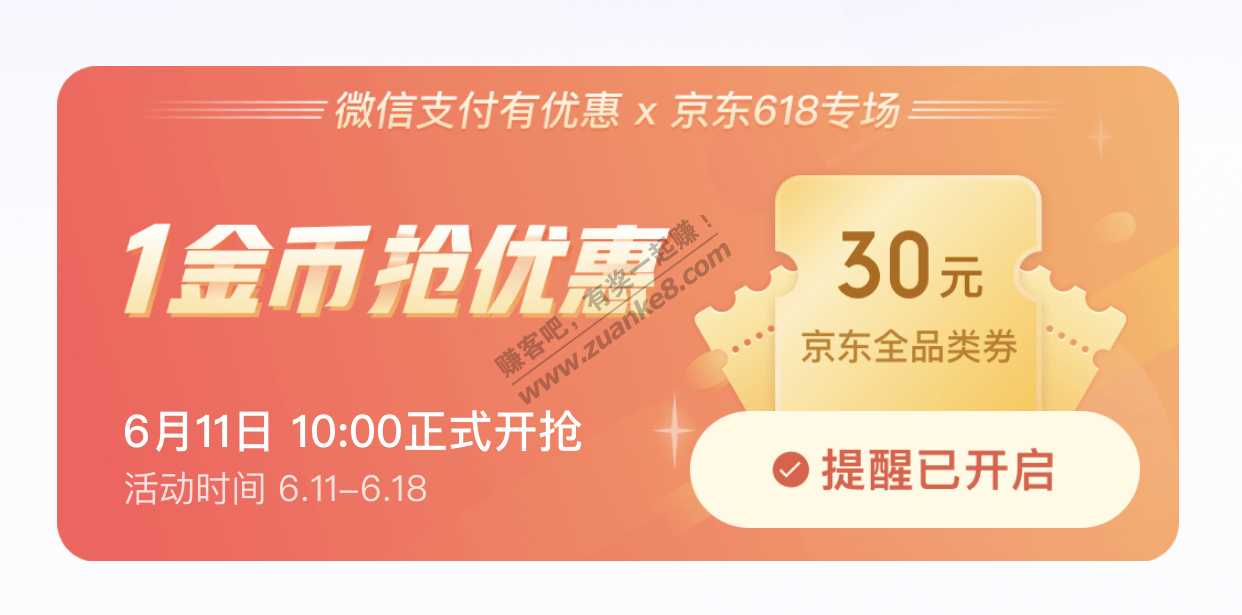 微信支付有优惠 x 京东618专场
1金币抢优惠
30元
京东全品类券
赚客吧，有奖一起赚！
www.zuanke8.com
6月11日 10:00正式开抢
活动时间 6.11–6.18
提醒已开启